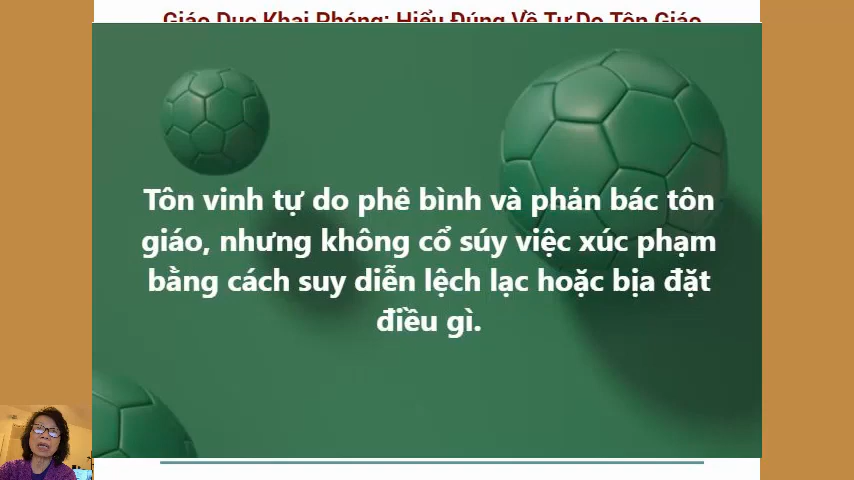 Giáo Dục Khai Phóng: Hiểu Đúng Về Tự Do Tôn Giáo
Tôn vinh tự do phê bình và phản bác tôn
giáo, nhưng không cổ súy việc xúc phạm
bằng cách suy diễn lệch lạc hoặc bịa đặt
điều gì.